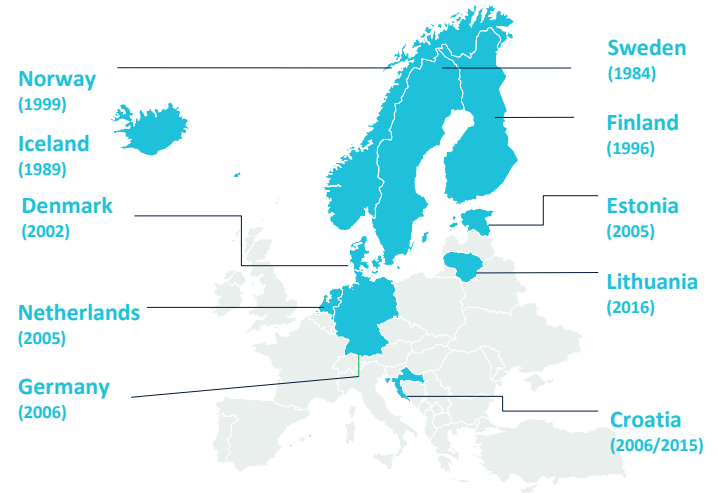 Norway
(1999)
Iceland
(1989)
Denmark
(2002)
Netherlands
(2005)
Germany
(2006)
Sweden
(1984)
Finland
(1996)
Estonia
(2005)
Lithuania
(2016)
Croatia
(2006/2015)